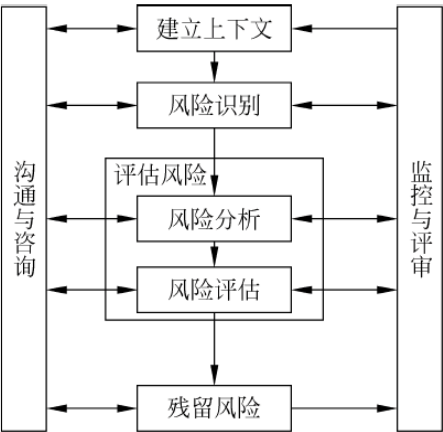 建立上下文
风险识别
评估风险
风险分析
风险评估
残留风险
沟通与咨询
监控与评审